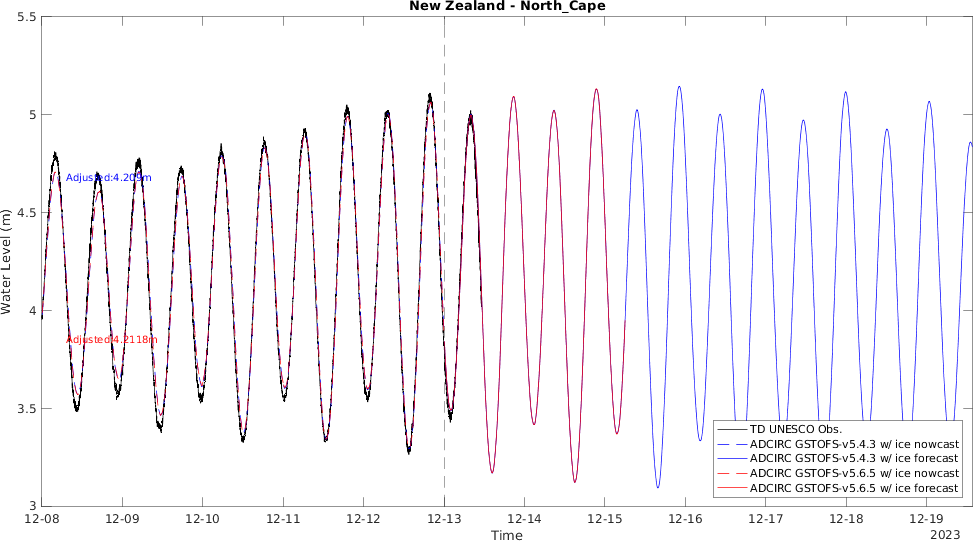 New Zealand - North_Cape
5.5
5
4.5
4
3.5
3
Water Level (m)
Adjusted:4.209m
Adjusted:4.2118m
TD UNESCO Obs.
ADCIRC GSTOFS-v5.4.3 w/ ice nowcast
ADCIRC GSTOFS-v5.4.3 w/ ice forecast
ADCIRC GSTOFS-v5.6.5 w/ ice nowcast
ADCIRC GSTOFS-v5.6.5 w/ ice forecast
12-08 12-09 12-10 12-11 12-12 12-13 12-14 12-15 12-16 12-17 12-18 12-19
Time
2023